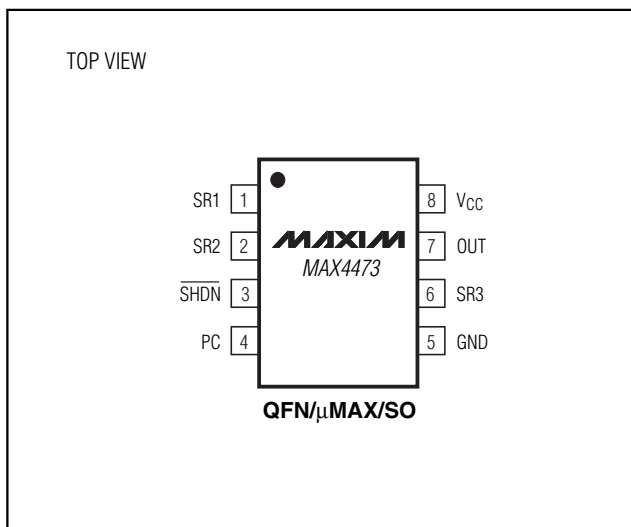 TOP VIEW
SR1 1
SR2 2
S̅H̅D̅N̅ 3
PC 4
MAXIM
MAX4473
8 VCC
7 OUT
6 SR3
5 GND
QFN/μMAX/SO